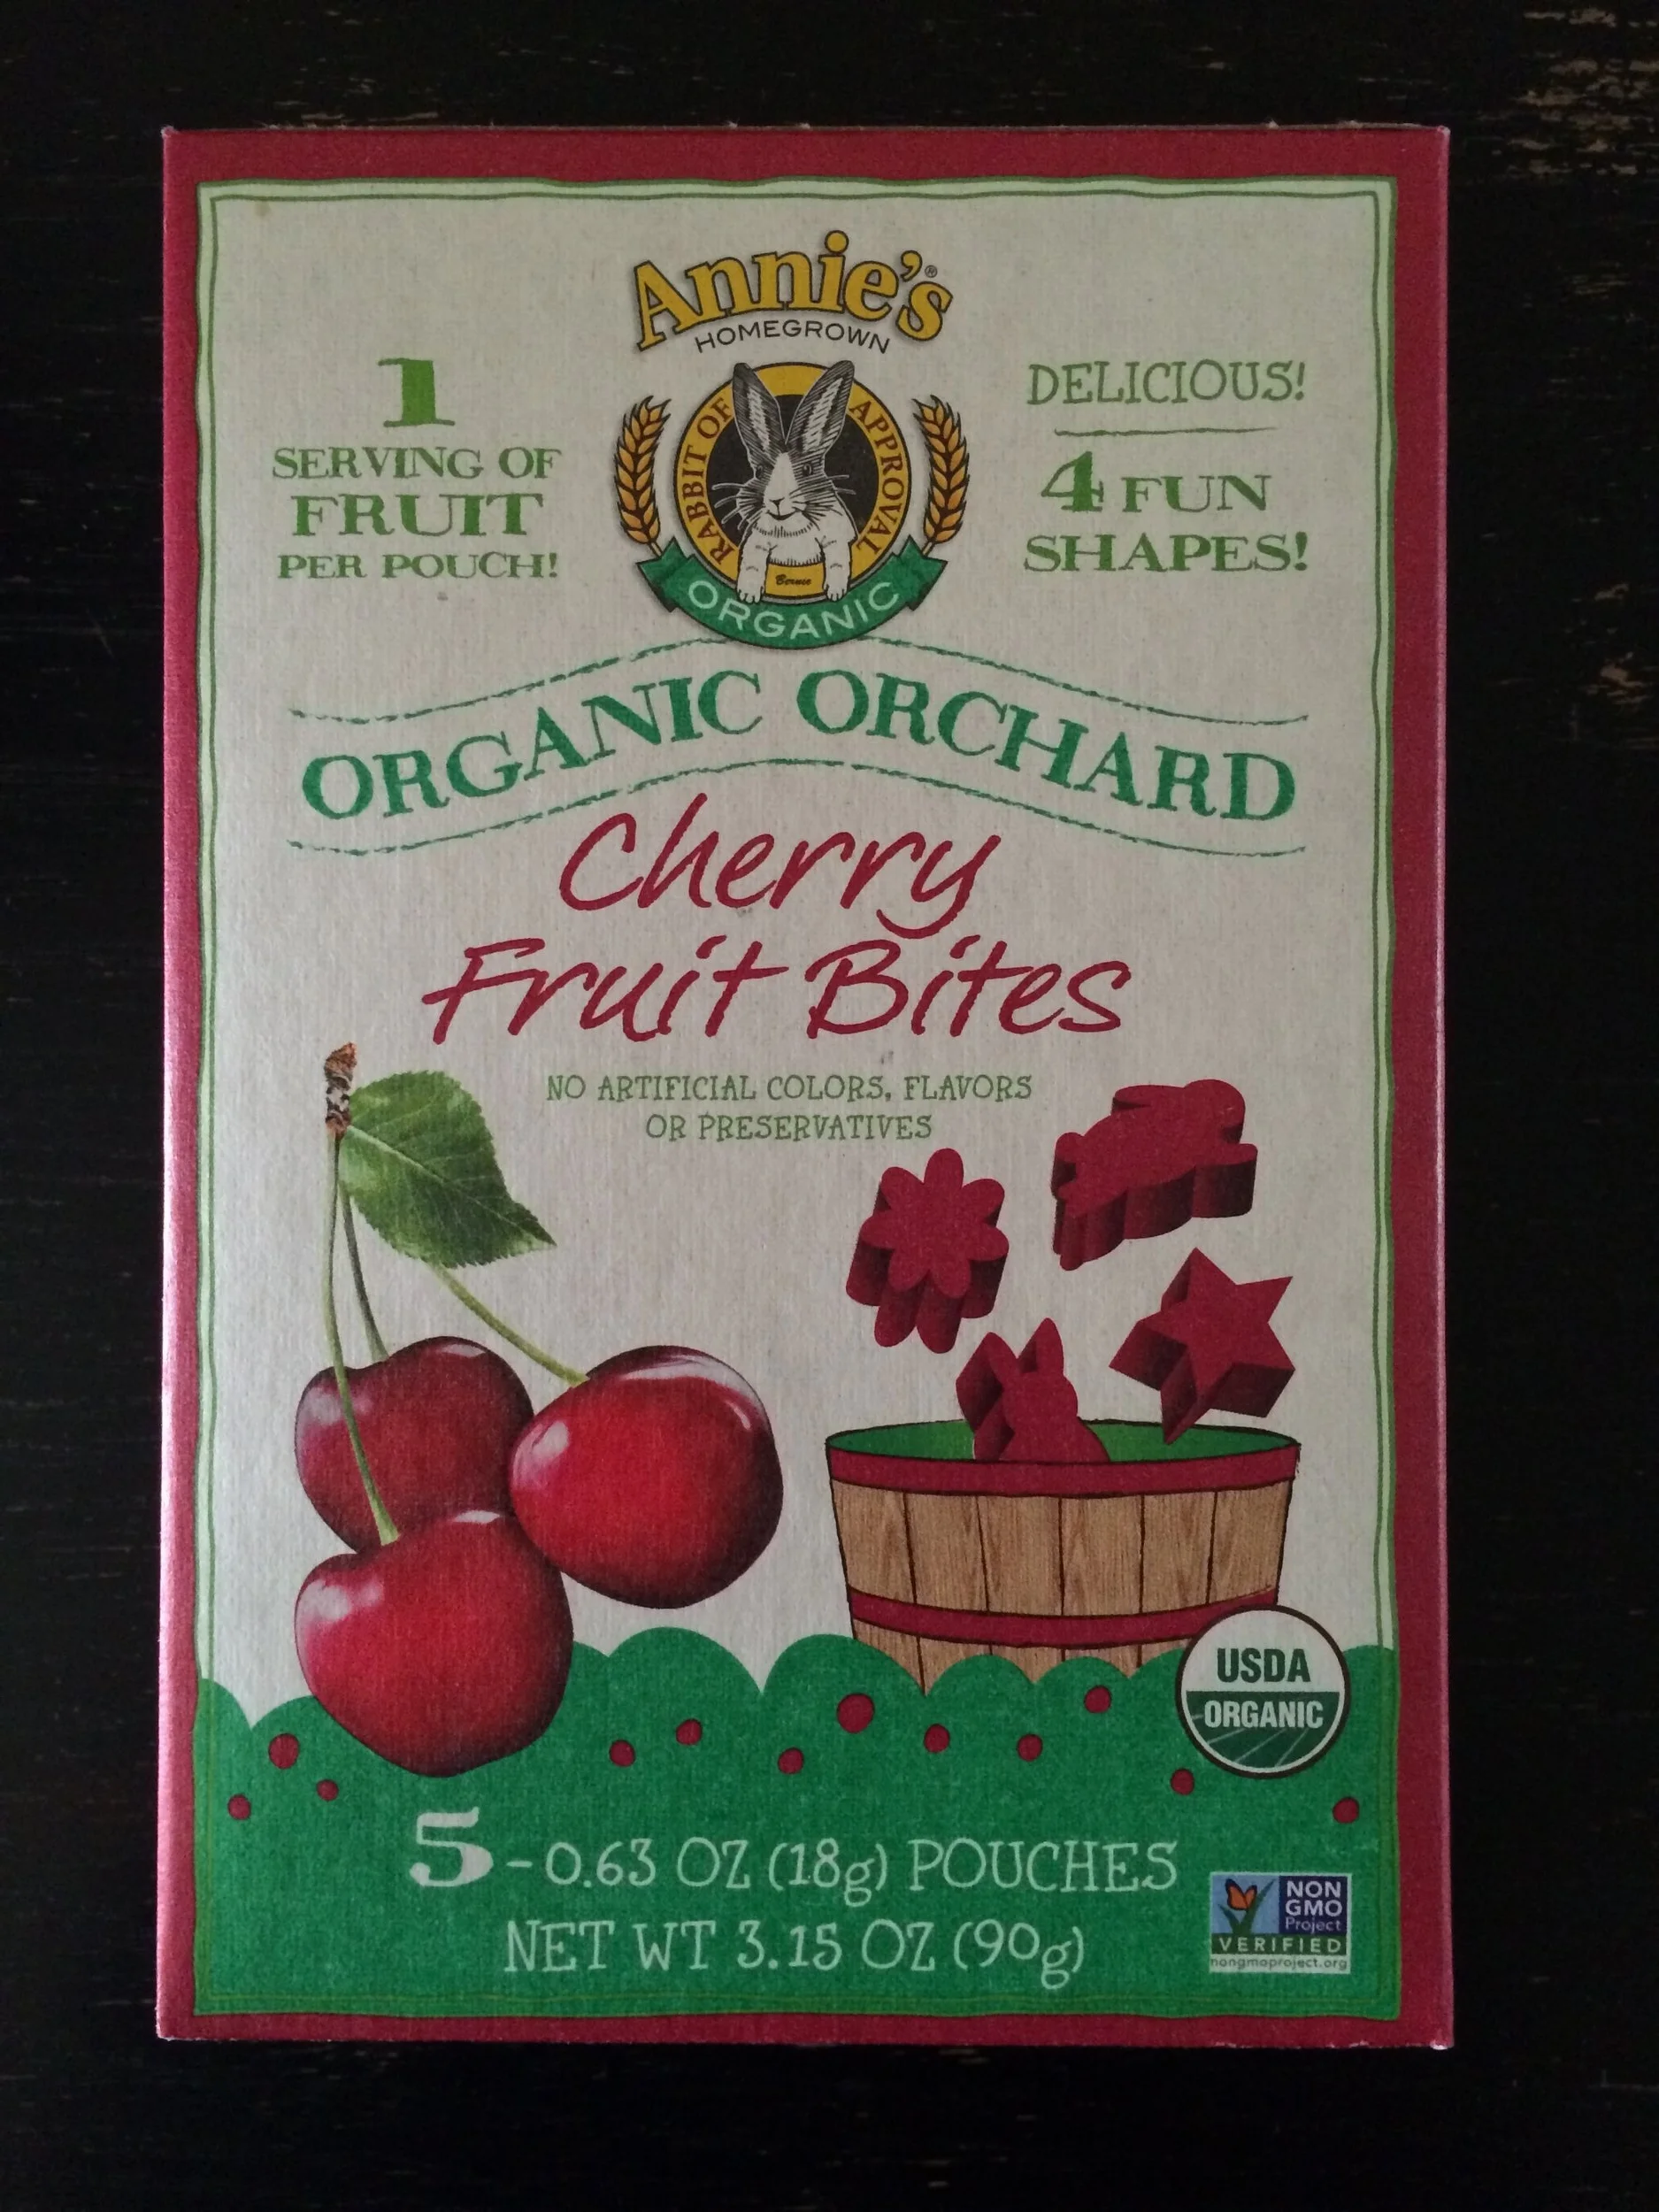 Annie's®
HOMEGROWN
RABBIT OF APPROVAL
Bernie
ORGANIC
1
SERVING OF
FRUIT
PER POUCH!
DELICIOUS!
4 FUN
SHAPES!
ORGANIC ORCHARD
Cherry
Fruit Bites
NO ARTIFICIAL COLORS, FLAVORS
OR PRESERVATIVES
USDA
ORGANIC
5 - 0.63 OZ (18g) POUCHES
NET WT 3.15 OZ (90g)
NON
GMO
Project
VERIFIED
nongmoproject.org